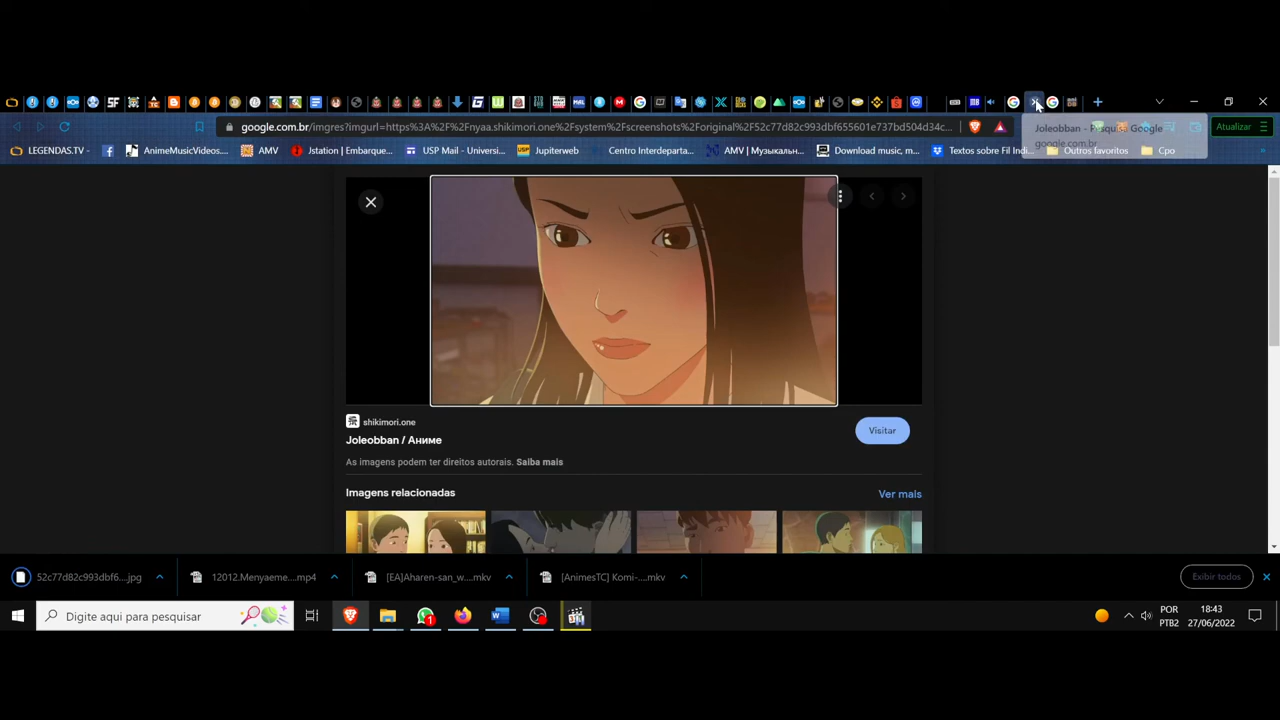 google.com.br/imgres?imgurl=https%3A%2F%2Fnyaa.shikimori.one%2Fsystem%2Fscreenshots%2Foriginal%2F52c77d82c993dbf655601e737bd504d34c...
Atualizar
Joleobban - Pesquisa Google
google.com.br
LEGENDAS.TV -
AnimeMusicVideos....
AMV
Jstation | Embarque...
USP Mail - Universi...
Jupiterweb
Centro Interdeparta...
AMV | Музыкальн...
Download music, m...
Textos sobre Fil Indi...
Outros favoritos
Cpo
shikimori.one
Joleobban / Аниме
Visitar
As imagens podem ter direitos autorais. Saiba mais
Imagens relacionadas
Ver mais
52c77d82c993dbf6....jpg
12012.Menyaeme....mp4
[EA]Aharen-san_w....mkv
[AnimesTC] Komi-....mkv
Exibir todos
Digite aqui para pesquisar
1
POR
PTB2
18:43
27/06/2022